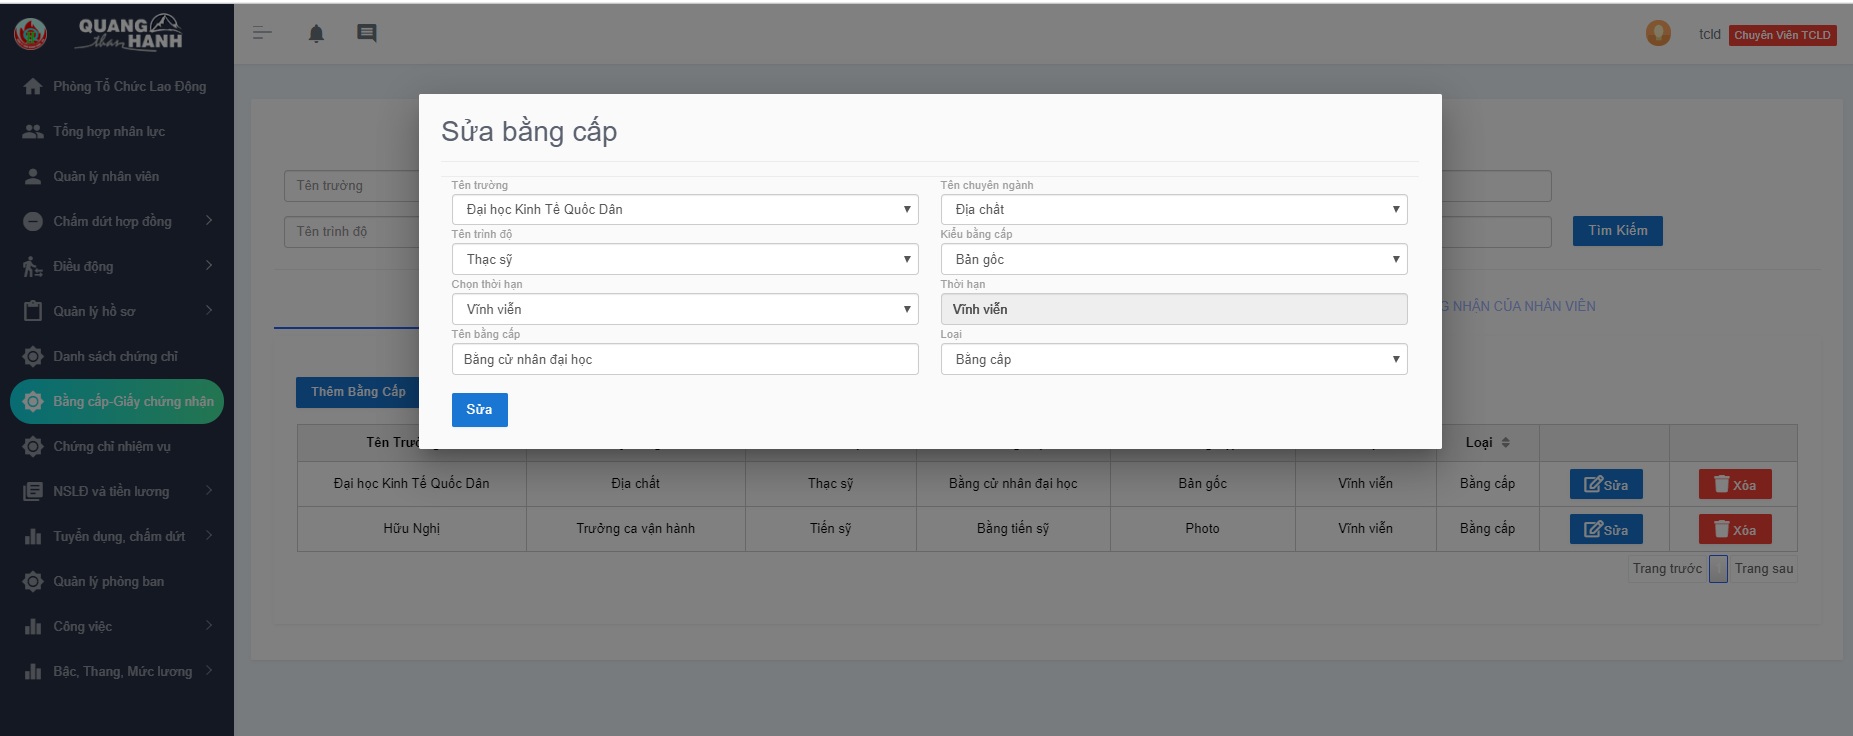 QUANG
than HANH
tcld Chuyên Viên TCLD
Phòng Tổ Chức Lao Động
Tổng hợp nhân lực
Quản lý nhân viên
Chấm dứt hợp đồng
Điều động
Quản lý hồ sơ
Danh sách chứng chỉ
Bằng cấp-Giấy chứng nhận
Chứng chỉ nhiệm vụ
NSLĐ và tiền lương
Tuyển dụng, chấm dứt
Quản lý phòng ban
Công việc
Bậc, Thang, Mức lương
Tên trường
Tên trình độ
Tìm Kiếm
Sửa bằng cấp
Tên trường Tên chuyên ngành
Đại học Kinh Tế Quốc Dân Địa chất
Tên trình độ Kiểu bằng cấp
Thạc sỹ Bản gốc
Chọn thời hạn Thời hạn
Vĩnh viễn Vĩnh viễn
Tên bằng cấp Loại
Bằng cử nhân đại học Bằng cấp
Sửa
NHẬN CỦA NHÂN VIÊN
Thêm Bằng Cấp
Tên Loại
Đại học Kinh Tế Quốc Dân Địa chất Thạc sỹ Bằng cử nhân đại học Bản gốc Vĩnh viễn Bằng cấp Sửa Xóa
Hữu Nghị Trưởng ca vận hành Tiến sỹ Bằng tiến sỹ Photo Vĩnh viễn Bằng cấp Sửa Xóa
Trang trước 1 Trang sau